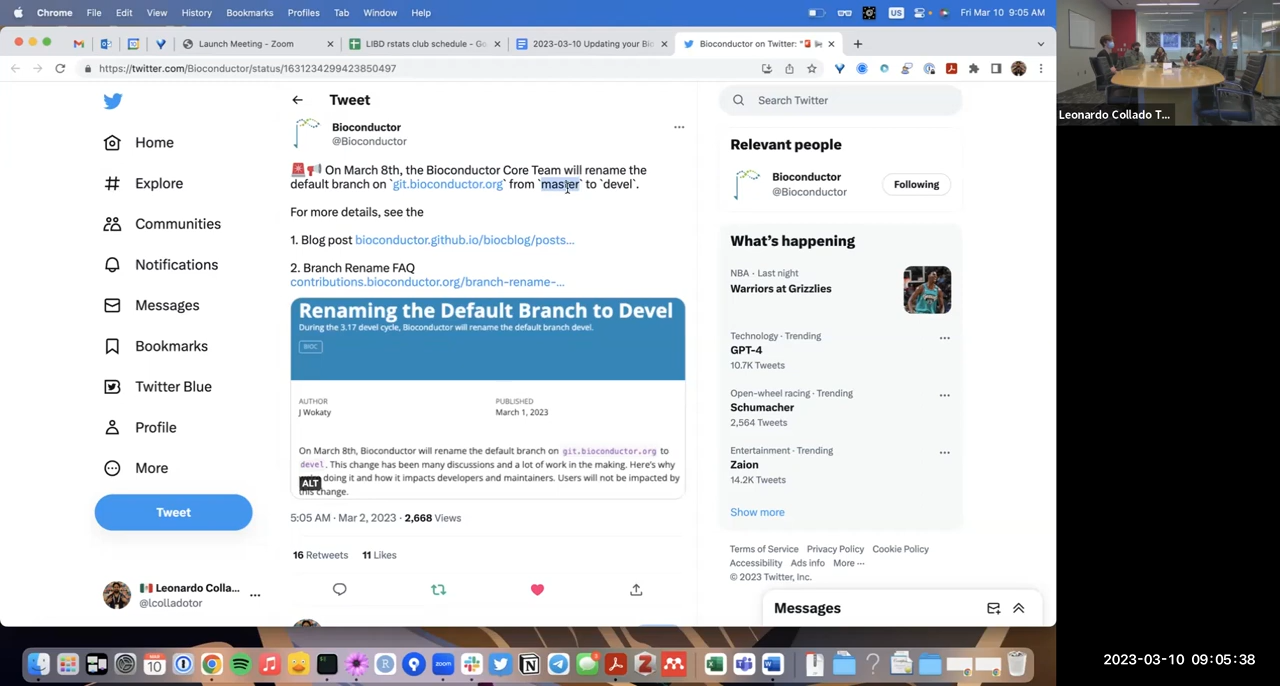 Chrome File Edit View History Bookmarks Profiles Tab Window Help
US Fri Mar 10 9:05 AM
Launch Meeting - Zoom
LIBD rstats club schedule - Go
2023-03-10 Updating your Bio
Bioconductor on Twitter: "
https://twitter.com/Bioconductor/status/1631234299423850497
Home
Explore
Communities
Notifications
Messages
Bookmarks
Twitter Blue
Profile
More
Tweet
Leonardo Colla...
@lcolladotor
Tweet
Bioconductor
@Bioconductor
On March 8th, the Bioconductor Core Team will rename the
default branch on `git.bioconductor.org` from `master` to `devel`.
For more details, see the
1. Blog post bioconductor.github.io/biocblog/posts...
2. Branch Rename FAQ
contributions.bioconductor.org/branch-rename-...
Renaming the Default Branch to Devel
During the 3.17 devel cycle, Bioconductor will rename the default branch devel.
BIOC
AUTHOR
J Wokaty
PUBLISHED
March 1, 2023
On March 8th, Bioconductor will rename the default branch on git.bioconductor.org to
devel. This change has been many discussions and a lot of work in the making. Here's why
doing it and how it impacts developers and maintainers. Users will not be impacted by
this change.
ALT
5:05 AM · Mar 2, 2023 · 2,668 Views
16 Retweets 11 Likes
Search Twitter
Relevant people
Bioconductor
@Bioconductor
Following
What's happening
NBA · Last night
Warriors at Grizzlies
Technology · Trending
GPT-4
10.7K Tweets
Open-wheel racing · Trending
Schumacher
2,564 Tweets
Entertainment · Trending
Zaion
14.2K Tweets
Show more
Terms of Service Privacy Policy Cookie Policy
Accessibility Ads info More ...
© 2023 Twitter, Inc.
Messages
Leonardo Collado T...
zoom
10
2023-03-10 09:05:38